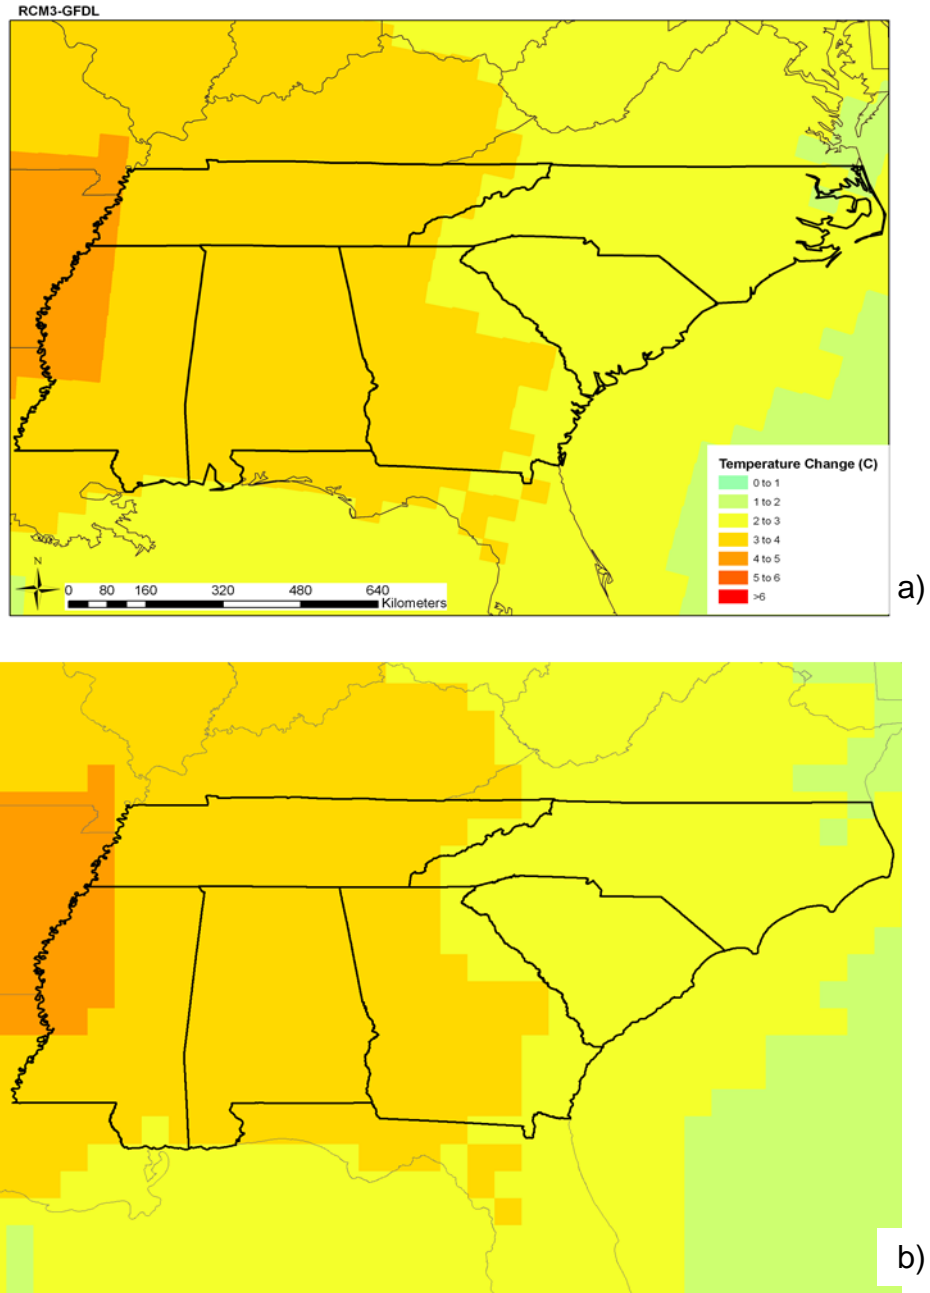 RCM3-GFDL
Temperature Change (C)
0 to 1
1 to 2
2 to 3
3 to 4
4 to 5
5 to 6
>6
a)
N
0 80 160 320 480 640
Kilometers
b)